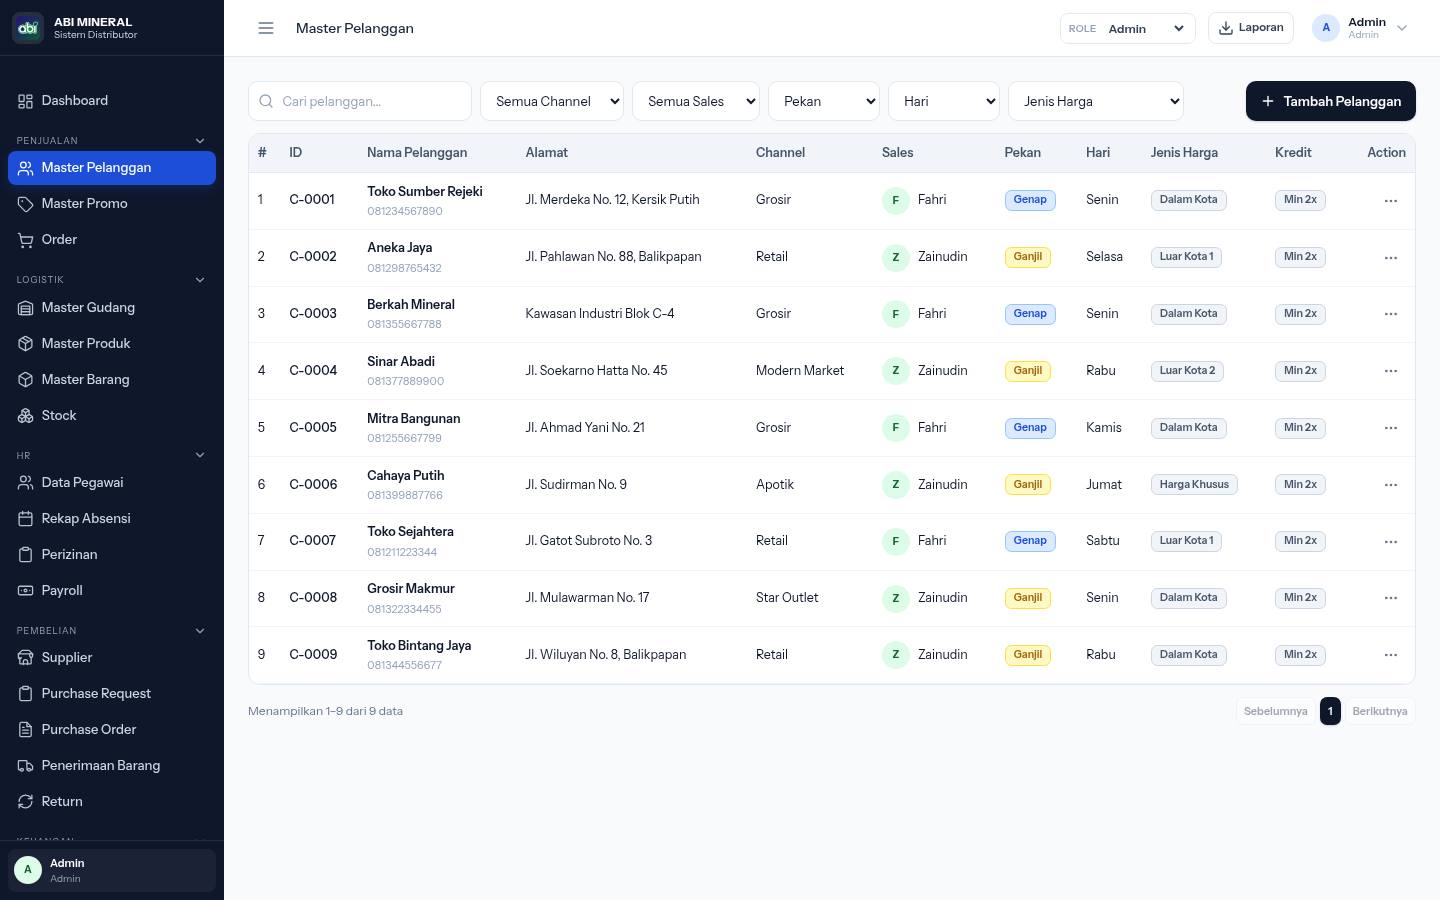 abi
ABI MINERAL
Sistem Distributor
Dashboard
PENJUALAN
Master Pelanggan
Master Promo
Order
LOGISTIK
Master Gudang
Master Produk
Master Barang
Stock
HR
Data Pegawai
Rekap Absensi
Perizinan
Payroll
PEMBELIAN
Supplier
Purchase Request
Purchase Order
Penerimaan Barang
Return
A
Admin
Admin
Master Pelanggan
ROLE Admin
Laporan
A
Admin
Admin
Cari pelanggan... Semua Channel Semua Sales Pekan Hari Jenis Harga + Tambah Pelanggan
# ID Nama Pelanggan Alamat Channel Sales Pekan Hari Jenis Harga Kredit Action
1 C-0001 Toko Sumber Rejeki Jl. Merdeka No. 12, Kersik Putih Grosir F Fahri Genap Senin Dalam Kota Min 2x ...
081234567890
2 C-0002 Aneka Jaya Jl. Pahlawan No. 88, Balikpapan Retail Z Zainudin Ganjil Selasa Luar Kota 1 Min 2x ...
081298765432
3 C-0003 Berkah Mineral Kawasan Industri Blok C-4 Grosir F Fahri Genap Senin Dalam Kota Min 2x ...
081355667788
4 C-0004 Sinar Abadi Jl. Soekarno Hatta No. 45 Modern Market Z Zainudin Ganjil Rabu Luar Kota 2 Min 2x ...
081377889900
5 C-0005 Mitra Bangunan Jl. Ahmad Yani No. 21 Grosir F Fahri Genap Kamis Dalam Kota Min 2x ...
081255667799
6 C-0006 Cahaya Putih Jl. Sudirman No. 9 Apotik Z Zainudin Ganjil Jumat Harga Khusus Min 2x ...
081399887766
7 C-0007 Toko Sejahtera Jl. Gatot Subroto No. 3 Retail F Fahri Genap Sabtu Luar Kota 1 Min 2x ...
081211223344
8 C-0008 Grosir Makmur Jl. Mulawarman No. 17 Star Outlet Z Zainudin Ganjil Senin Dalam Kota Min 2x ...
081322334455
9 C-0009 Toko Bintang Jaya Jl. Wiluyan No. 8, Balikpapan Retail Z Zainudin Ganjil Rabu Dalam Kota Min 2x ...
081344556677
Menampilkan 1–9 dari 9 data
Sebelumnya 1 Berikutnya